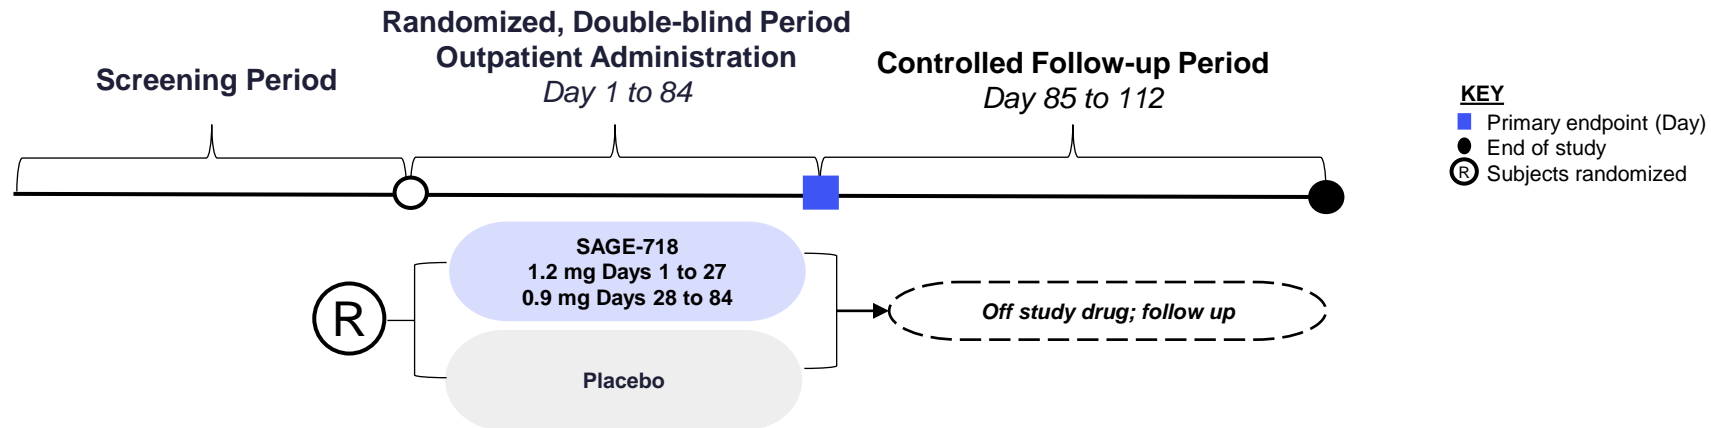 Screening Period
Randomized, Double-blind Period
Outpatient Administration
Day 1 to 84
Controlled Follow-up Period
Day 85 to 112
KEY
Primary endpoint (Day)
End of study
R Subjects randomized
R
SAGE-718
1.2 mg Days 1 to 27
0.9 mg Days 28 to 84
Placebo
Off study drug; follow up